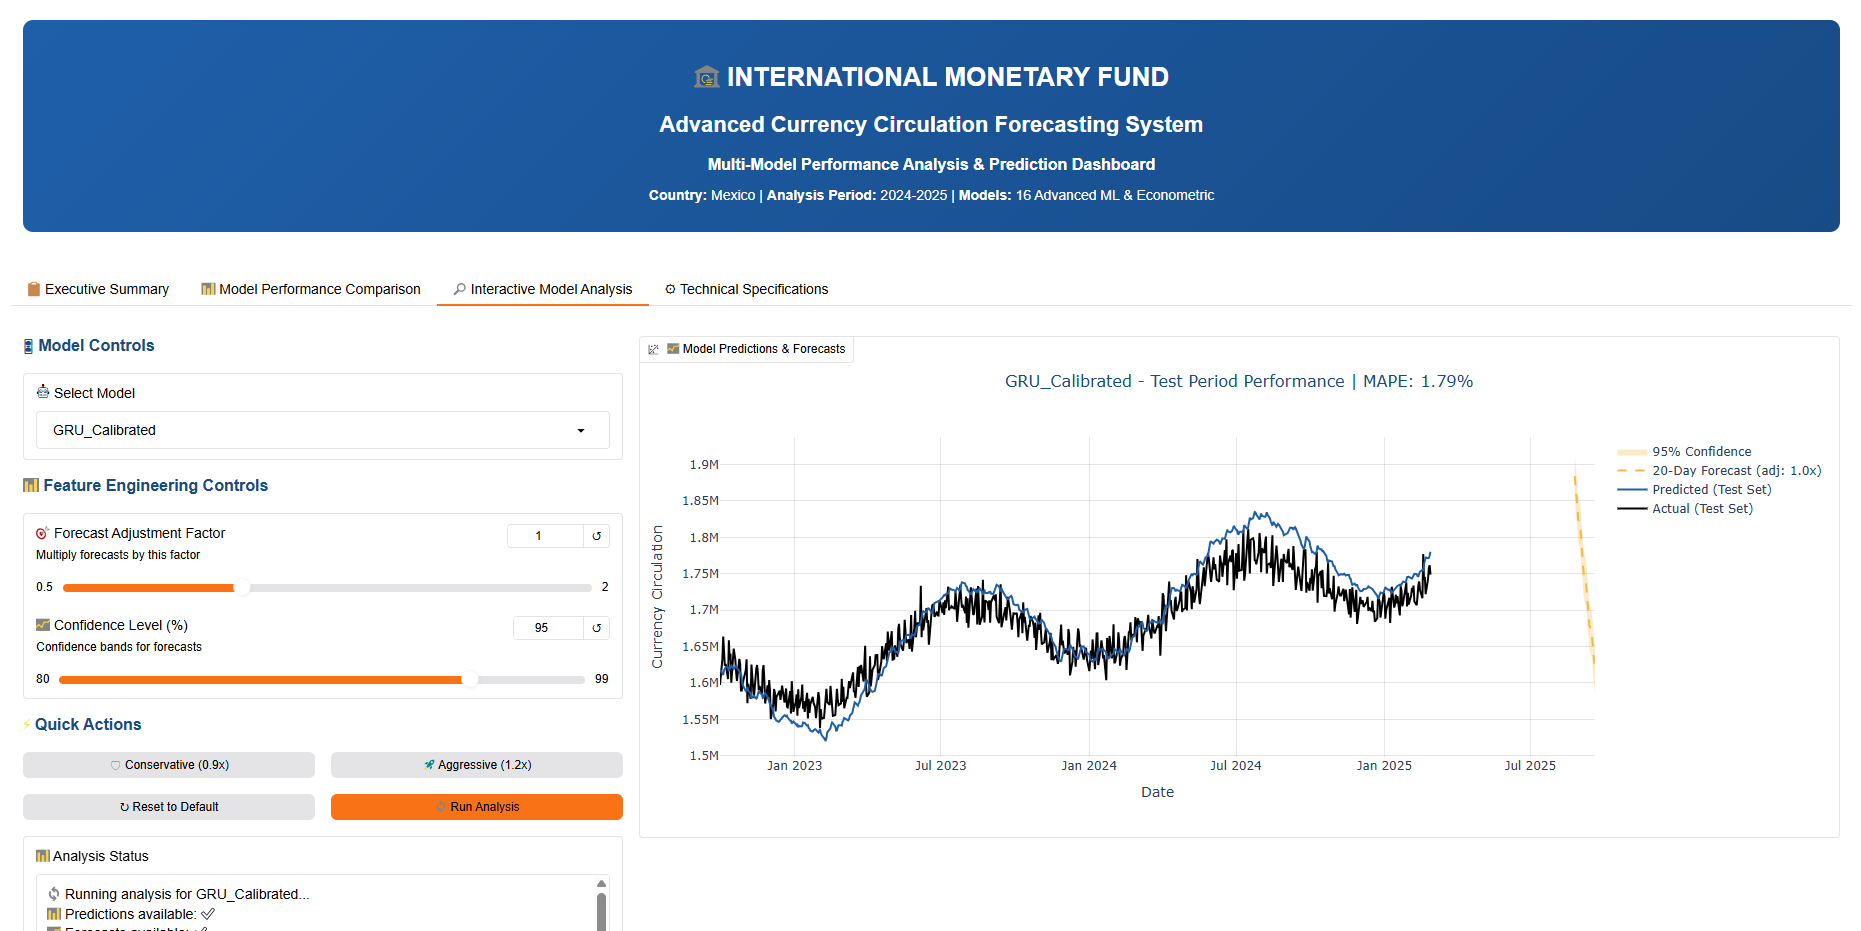 INTERNATIONAL MONETARY FUND
Advanced Currency Circulation Forecasting System
Multi-Model Performance Analysis & Prediction Dashboard
Country: Mexico | Analysis Period: 2024-2025 | Models: 16 Advanced ML & Econometric
Executive Summary
Model Performance Comparison
Interactive Model Analysis
Technical Specifications
Model Controls
Select Model
GRU_Calibrated
Feature Engineering Controls
Forecast Adjustment Factor
1
Multiply forecasts by this factor
0.5
2
Confidence Level (%)
95
Confidence bands for forecasts
80
99
Quick Actions
Conservative (0.9x)
Aggressive (1.2x)
Reset to Default
Run Analysis
Analysis Status
Running analysis for GRU_Calibrated...
Predictions available:
Forecasts available:
Model Predictions & Forecasts
GRU_Calibrated - Test Period Performance | MAPE: 1.79%
1.9M
1.85M
1.8M
1.75M
1.7M
1.65M
1.6M
1.55M
1.5M
Currency Circulation
Jan 2023
Jul 2023
Jan 2024
Jul 2024
Jan 2025
Jul 2025
Date
95% Confidence
20-Day Forecast (adj: 1.0x)
Predicted (Test Set)
Actual (Test Set)